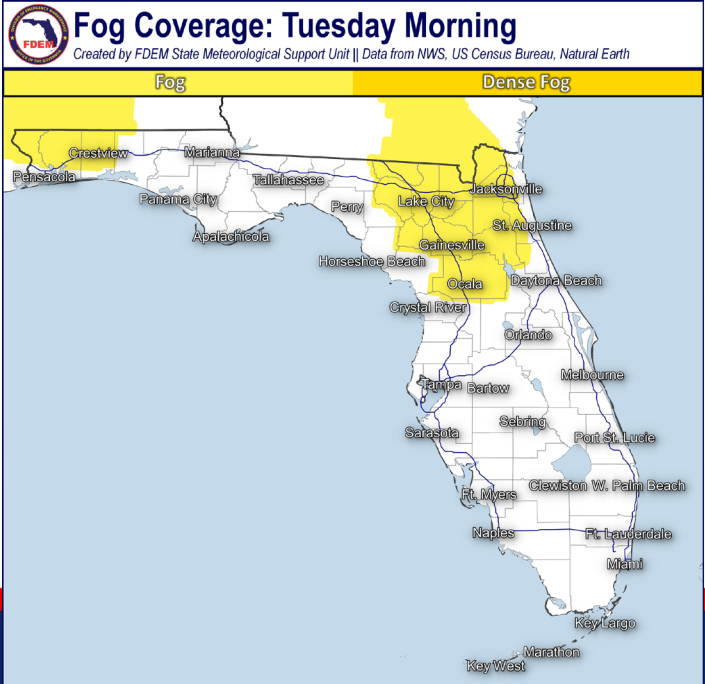 Fog Coverage: Tuesday Morning
FDEM
Created by FDEM State Meteorological Support Unit || Data from NWS, US Census Bureau, Natural Earth
Fog
Dense Fog
Crestview
Marianna
Pensacola
Tallahassee
Jacksonville
Panama City
Lake City
Perry
St. Augustine
Apalachicola
Gainesville
Horseshoe Beach
Ocala
Daytona Beach
Crystal River
Orlando
Melbourne
Tampa
Bartow
Sebring
Sarasota
Port St. Lucie
Clewiston
W. Palm Beach
Ft. Myers
Naples
Ft. Lauderdale
Miami
Key Largo
Marathon
Key West